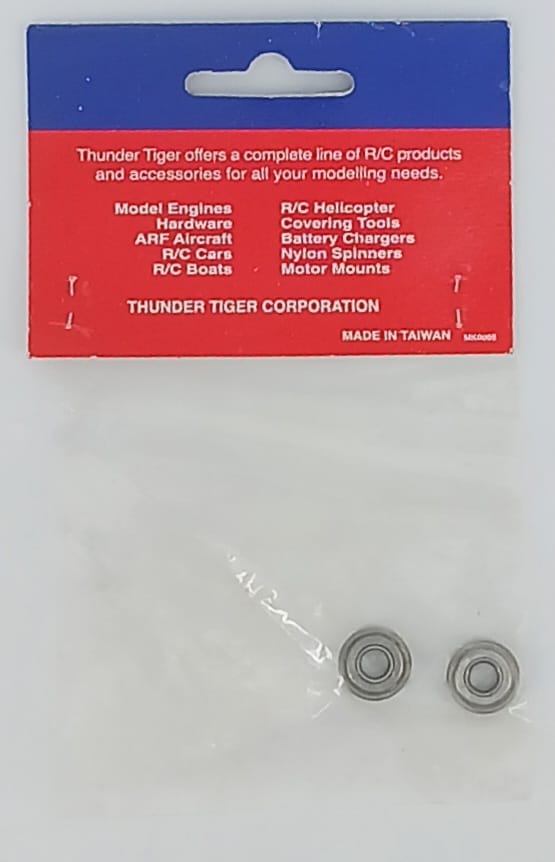 Thunder Tiger offers a complete line of R/C products
and accessories for all your modelling needs.
Model Engines
Hardware
ARF Aircraft
R/C Cars
R/C Boats
R/C Helicopter
Covering Tools
Battery Chargers
Nylon Spinners
Motor Mounts
THUNDER TIGER CORPORATION
MADE IN TAIWAN